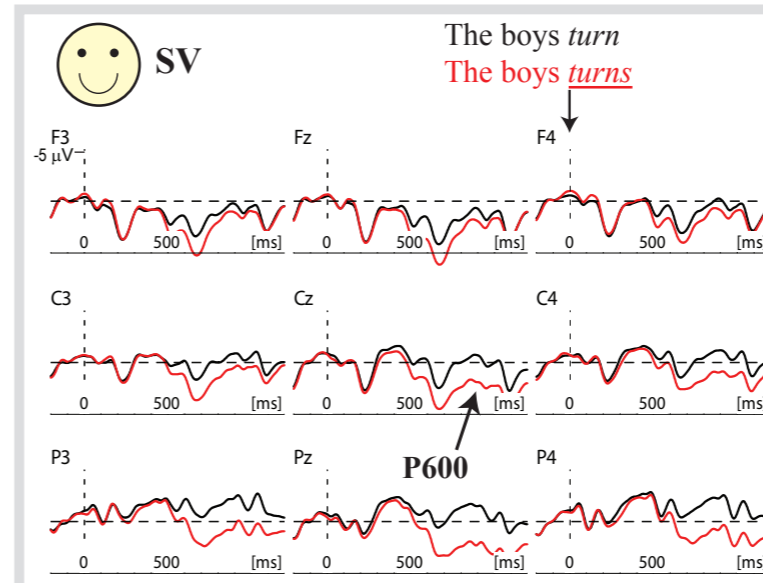 SV
The boys turn
The boys turns
F3 Fz F4
-5 μV
0 500 [ms] 0 500 [ms] 0 500 [ms]
C3 Cz C4
0 500 [ms] 0 500 [ms] 0 500 [ms]
P600
P3 Pz P4
0 500 [ms] 0 500 [ms] 0 500 [ms]